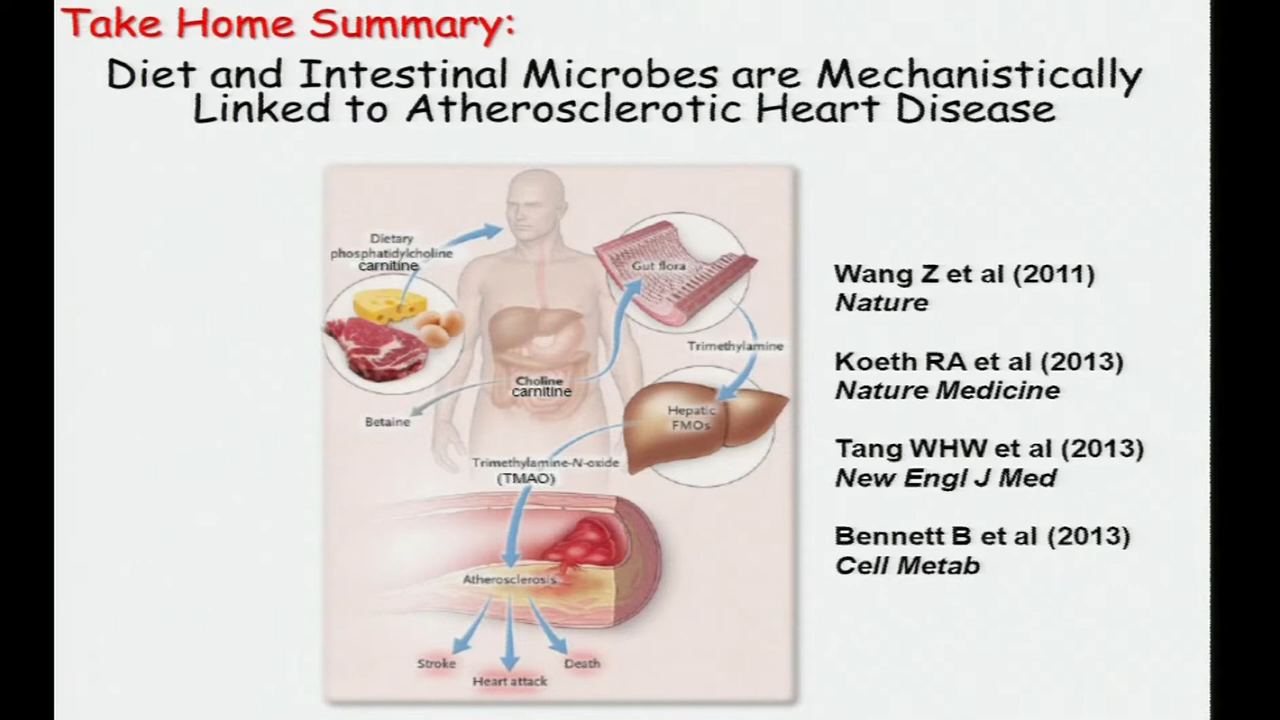 Take Home Summary:
Diet and Intestinal Microbes are Mechanistically
Linked to Atherosclerotic Heart Disease
Dietary
phosphatidylcholine
carnitine
Gut flora
Trimethylamine
Choline
carnitine
Betaine
Hepatic
FMOs
Trimethylamine-N-oxide
(TMAO)
Atherosclerosis
Stroke
Heart attack
Death
Wang Z et al (2011)
Nature
Koeth RA et al (2013)
Nature Medicine
Tang WHW et al (2013)
New Engl J Med
Bennett B et al (2013)
Cell Metab